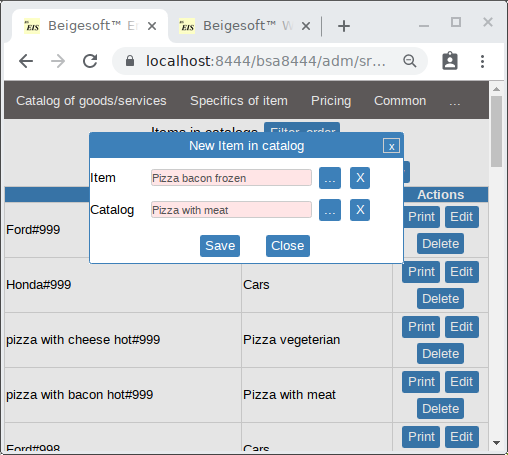 EIS Beigesoft™ E
EIS Beigesoft™ W
localhost:8444/bsa8444/adm/sr...
Catalog of goods/services Specifics of item Pricing Common ...
Items in catalogs Filter, order
New Item in catalog x
Item Pizza bacon frozen ... X
Catalog Pizza with meat ... X
Save Close
Actions
Ford#999 Print Edit
Delete
Honda#999 Cars Print Edit
Delete
pizza with cheese hot#999 Pizza vegeterian Print Edit
Delete
pizza with bacon hot#999 Pizza with meat Print Edit
Delete
Ford#998 Cars Print Edit